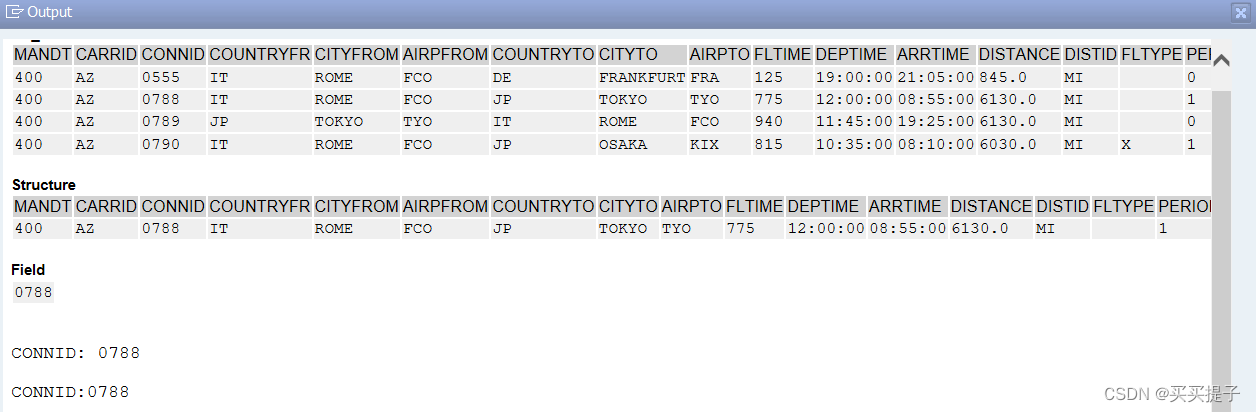 Output
MANDT CARRID CONNID COUNTRYFR CITYFROM AIRPFROM COUNTRYTO CITYTO AIRPTO FLTIME DEPTIME ARRTIME DISTANCE DISTID FLTYPE
400 AZ 0555 IT ROME FCO DE FRANKFURT FRA 125 19:00:00 21:05:00 845.0 MI 0
400 AZ 0788 IT ROME FCO JP TOKYO TYO 775 12:00:00 08:55:00 6130.0 MI 1
400 AZ 0789 JP TOKYO TYO IT ROME FCO 940 11:45:00 19:25:00 6130.0 MI 0
400 AZ 0790 IT ROME FCO JP OSAKA KIX 815 10:35:00 08:10:00 6030.0 MI X 1
Structure
MANDT CARRID CONNID COUNTRYFR CITYFROM AIRPFROM COUNTRYTO CITYTO AIRPTO FLTIME DEPTIME ARRTIME DISTANCE DISTID FLTYPE
400 AZ 0788 IT ROME FCO JP TOKYO TYO 775 12:00:00 08:55:00 6130.0 MI 1
Field
0788
CONNID: 0788
CONNID:0788
CSDN @买买提子